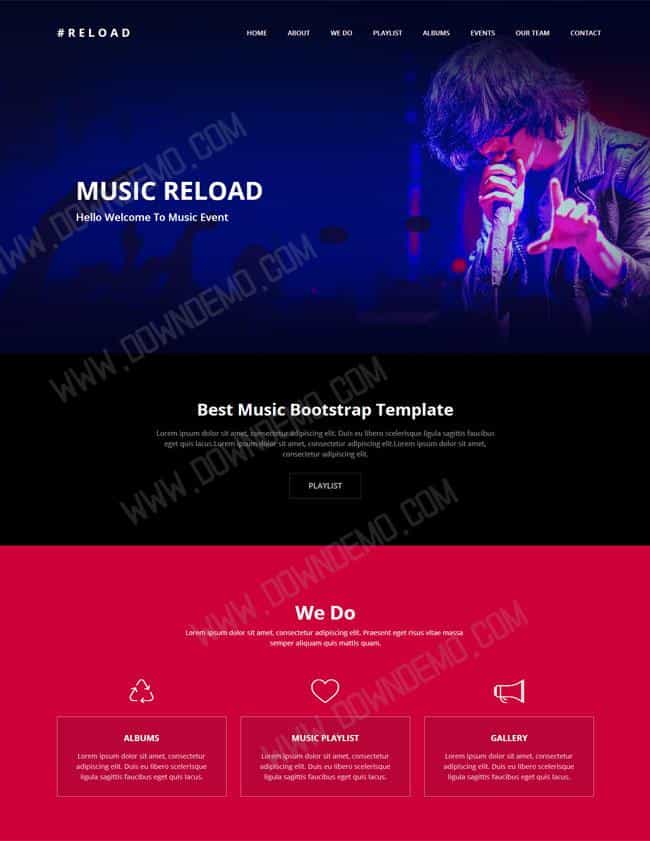 #RELOAD
HOME ABOUT WE DO PLAYLIST ALBUMS EVENTS OUR TEAM CONTACT
MUSIC RELOAD
Hello Welcome To Music Event
Best Music Bootstrap Template
Lorem ipsum dolor sit amet, consectetur adipiscing elit. Duis eu libero scelerisque ligula sagittis faucibus
eget quis lacus.Lorem ipsum dolor sit amet, consectetur adipiscing elit.Lorem ipsum dolor sit amet,
consectetur adipiscing elit.
PLAYLIST
We Do
Lorem ipsum dolor sit amet, consectetur adipiscing elit. Praesent eget risus vitae massa
semper aliquam quis mattis quam.
ALBUMS
Lorem ipsum dolor sit amet, consectetur
adipiscing elit. Duis eu libero scelerisque
ligula sagittis faucibus eget quis lacus.
MUSIC PLAYLIST
Lorem ipsum dolor sit amet, consectetur
adipiscing elit. Duis eu libero scelerisque
ligula sagittis faucibus eget quis lacus.
GALLERY
Lorem ipsum dolor sit amet, consectetur
adipiscing elit. Duis eu libero scelerisque
ligula sagittis faucibus eget quis lacus.
WWW.DOWNDEMO.COM
WWW.DOWNDEMO.COM
WWW.DOWNDEMO.COM
WWW.DOWNDEMO.COM
WWW.DOWNDEMO.COM